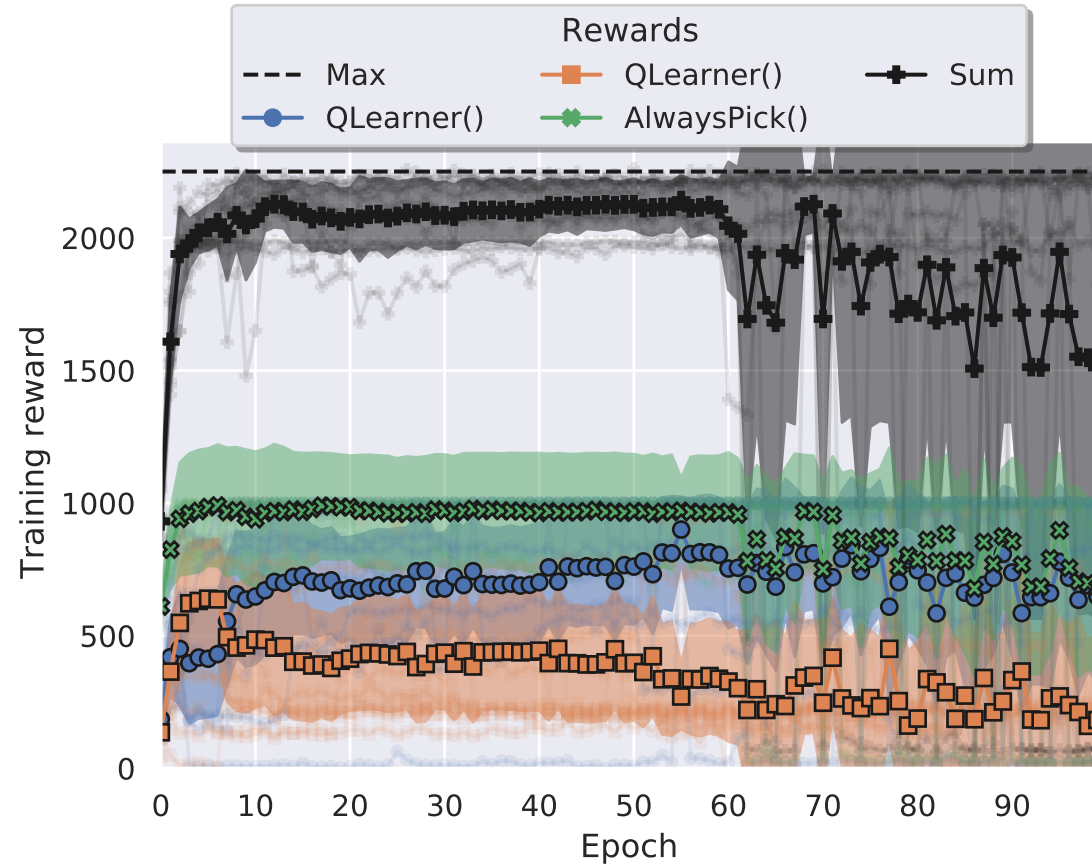 Rewards
Max
QLearner()
Sum
QLearner()
AlwaysPick()
Training reward
2000
1500
1000
500
0
0 10 20 30 40 50 60 70 80 90
Epoch